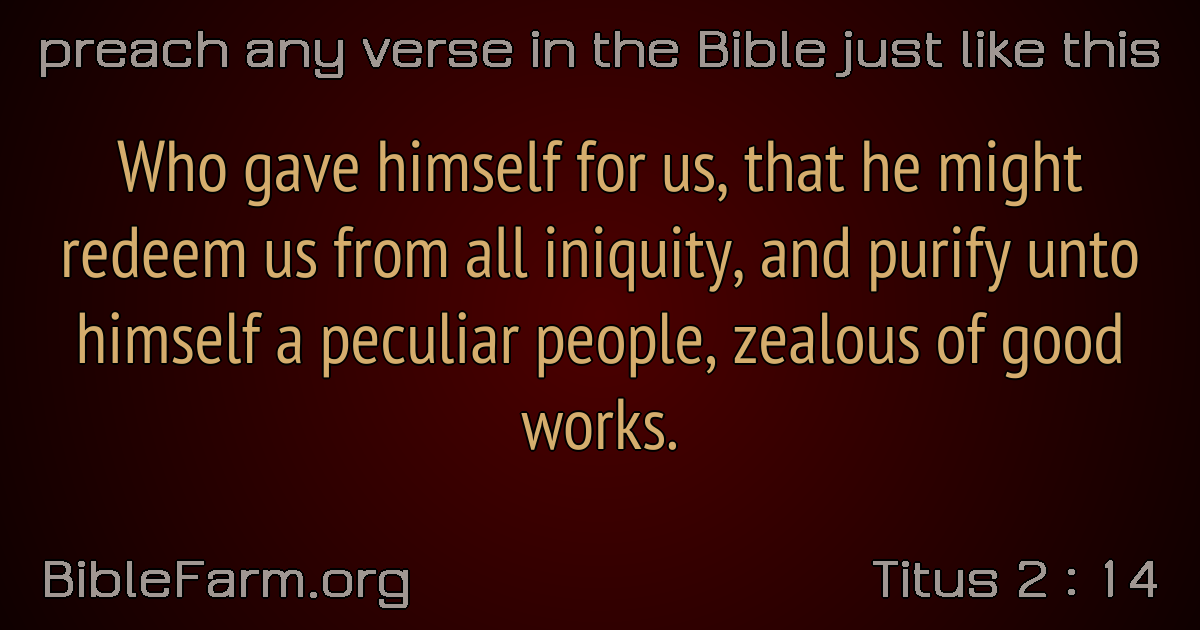 preach any verse in the Bible just like this
Who gave himself for us, that he might
redeem us from all iniquity, and purify unto
himself a peculiar people, zealous of good
works.
BibleFarm.org
Titus 2 : 14